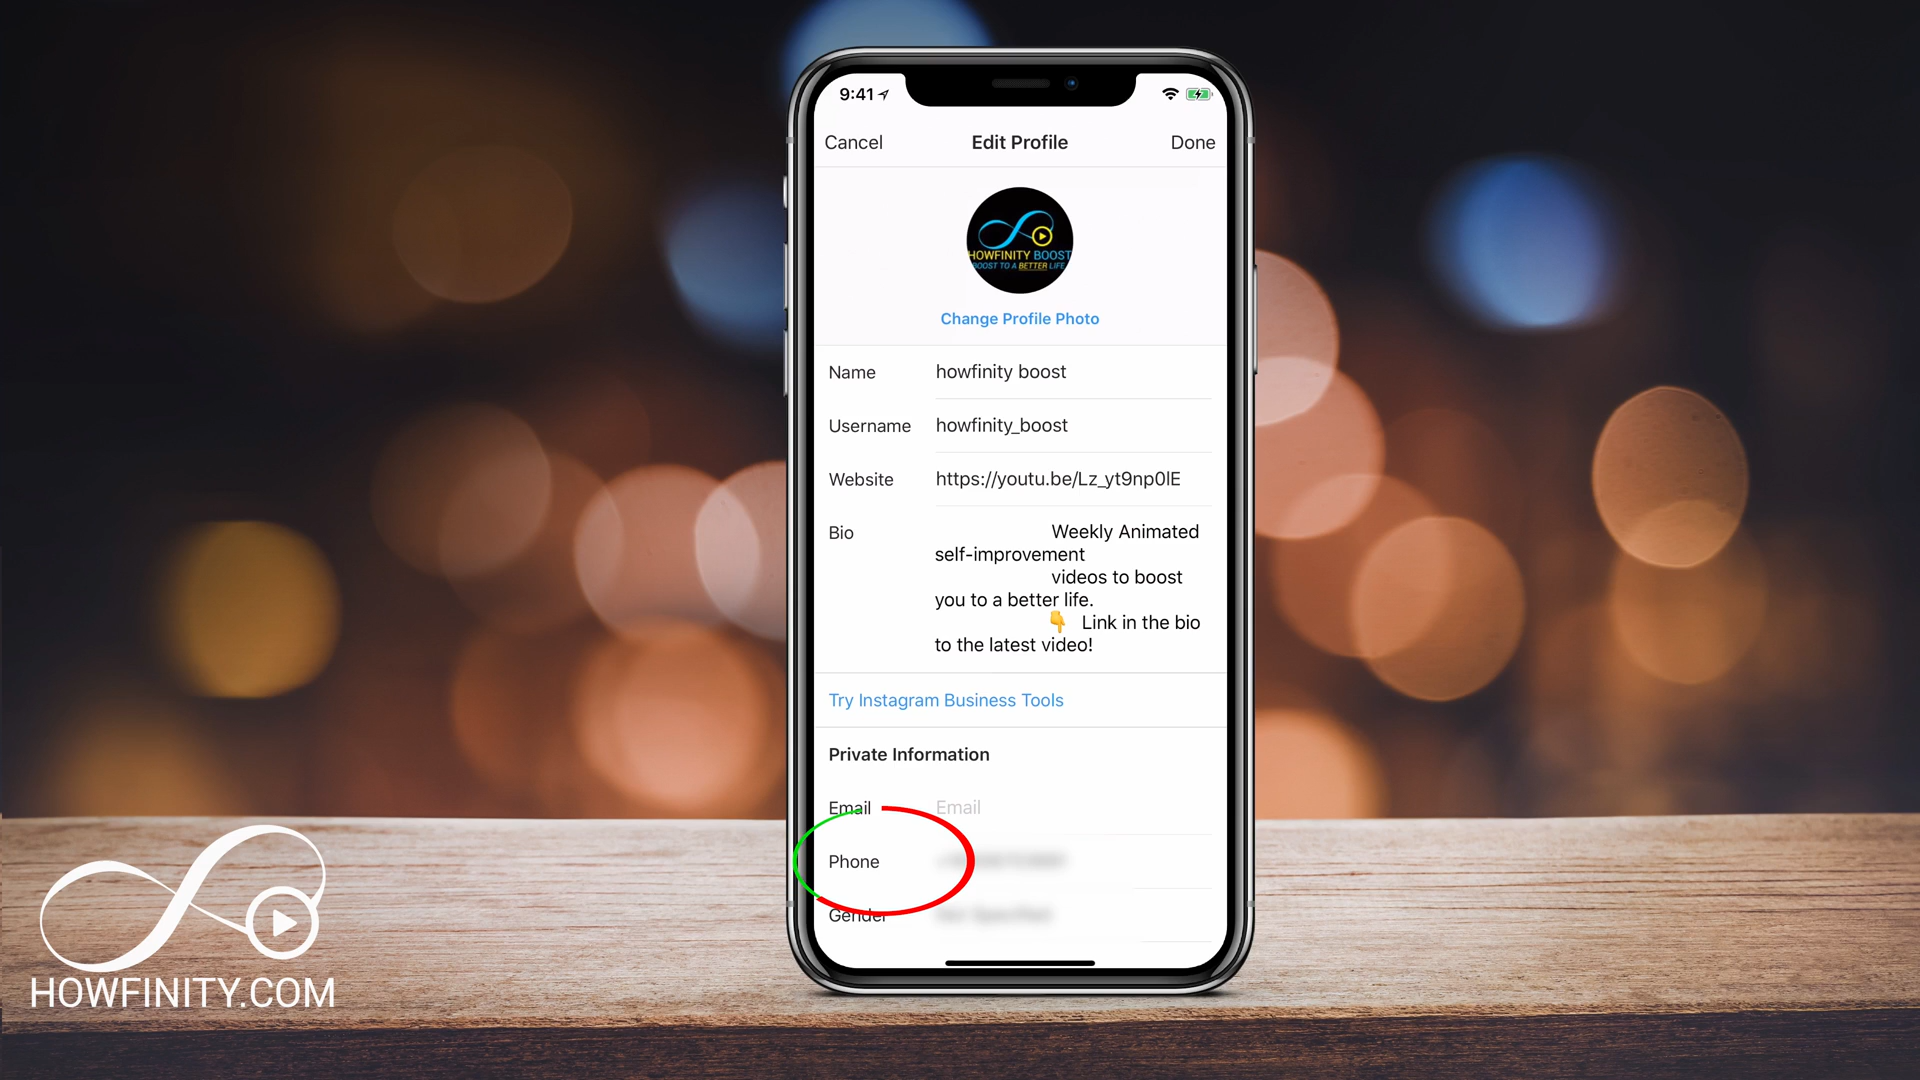 9:41
Cancel Edit Profile Done
HOWFINITY BOOST
BOOST TO A BETTER LIFE
Change Profile Photo
Name howfinity boost
Username howfinity_boost
Website https://youtu.be/Lz_yt9np0lE
Bio Weekly Animated
self-improvement
videos to boost
you to a better life.
👇 Link in the bio
to the latest video!
Try Instagram Business Tools
Private Information
Email Email
Phone
Gender
HOWFINITY.COM